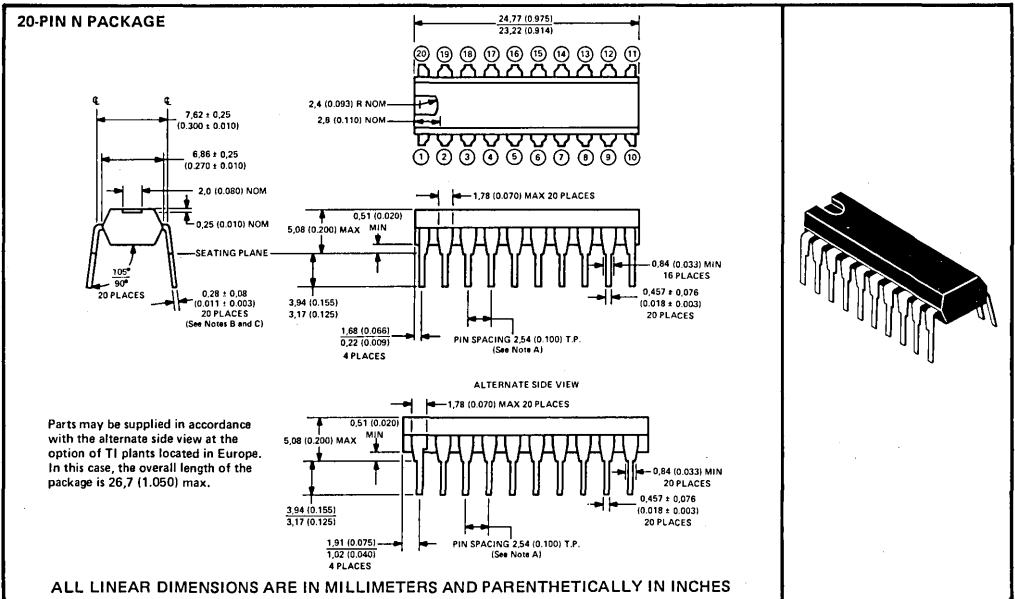 20-PIN N PACKAGE
24,77 (0.975)
23,22 (0.914)
20 19 18 17 16 15 14 13 12 11
2,4 (0.093) R NOM
2,8 (0.110) NOM
1 2 3 4 5 6 7 8 9 10
℄ ℄
7,62 ± 0,25
(0.300 ± 0.010)
6,86 ± 0,25
(0.270 ± 0.010)
2,0 (0.080) NOM
0,25 (0.010) NOM
SEATING PLANE
105°
90°
20 PLACES
0,28 ± 0,08
(0.011 ± 0.003)
20 PLACES
(See Notes B and C)
1,78 (0.070) MAX 20 PLACES
0,51 (0.020)
MIN
5,08 (0.200) MAX
0,84 (0.033) MIN
16 PLACES
0,457 ± 0,076
(0.018 ± 0.003)
20 PLACES
3,94 (0.155)
3,17 (0.125)
1,68 (0.066)
0,22 (0.009)
4 PLACES
PIN SPACING 2,54 (0.100) T.P.
(See Note A)
ALTERNATE SIDE VIEW
1,78 (0.070) MAX 20 PLACES
0,51 (0.020)
MIN
5,08 (0.200) MAX
0,84 (0.033) MIN
20 PLACES
0,457 ± 0,076
(0.018 ± 0.003)
20 PLACES
3,94 (0.155)
3,17 (0.125)
1,91 (0.075)
1,02 (0.040)
4 PLACES
PIN SPACING 2,54 (0.100) T.P.
(See Note A)
Parts may be supplied in accordance
with the alternate side view at the
option of TI plants located in Europe.
In this case, the overall length of the
package is 26,7 (1.050) max.
ALL LINEAR DIMENSIONS ARE IN MILLIMETERS AND PARENTHETICALLY IN INCHES